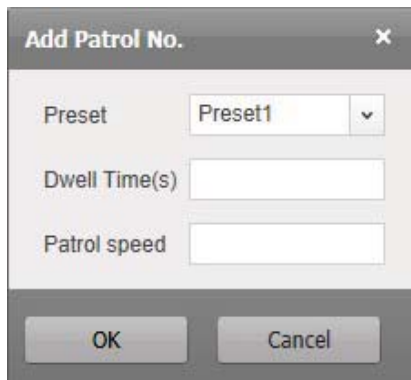 Add Patrol No. ×
Preset Preset1
Dwell Time(s)
Patrol speed
OK Cancel